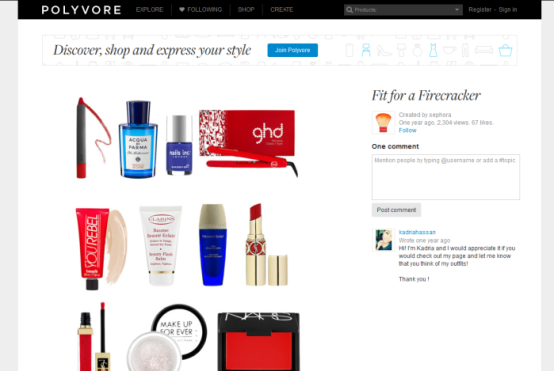 POLYVORE EXPLORE FOLLOWING SHOP CREATE Products Register - Sign in
Discover, shop and express your style Join Polyvore
Fit for a Firecracker
Created by sephora
One year ago. 2,304 views. 67 likes.
Follow
One comment
Mention people by typing @username or add a #topic
Post comment
kadriahassan
Wrote one year ago
Hi! I'm Kadria and I would appreciate it if you
would check out my page and let me know
that you think of my outfits!
Thank you !
ACQUA
DI
PARMA
nails inc
ghd
YOU REBEL
CLARINS
NARS
MAKE UP
FOR EVER